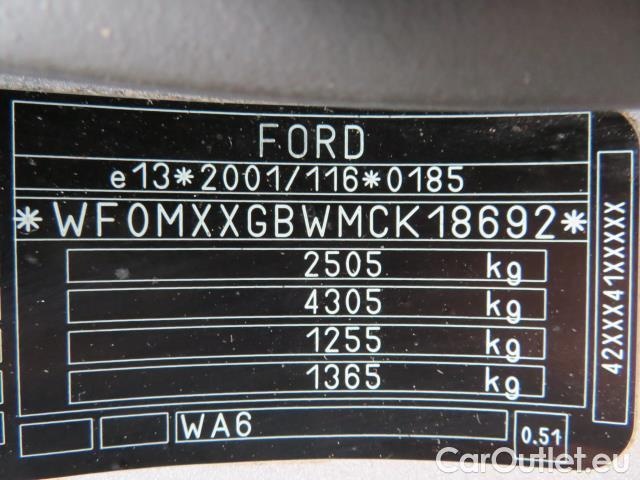 FORD
e13*2001/116*0185
*WF0MXXGBWMCK18692*
2505 kg
4305 kg
1255 kg
1365 kg
WA6
0.51
42XXX41XXXXX
CarOutlet.eu